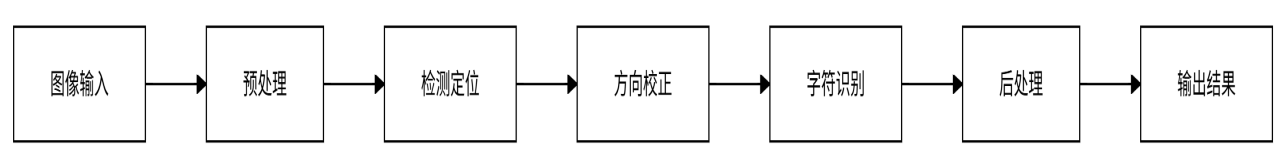 图像输入
预处理
检测定位
方向校正
字符识别
后处理
输出结果